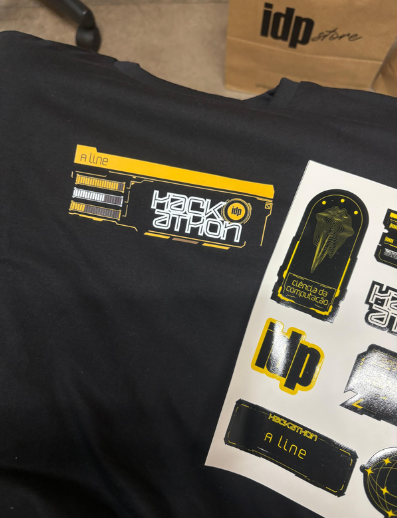 idp store
A line
HACK
ATHON
idp
ciência da
computação
idp
HACKATHON
A line